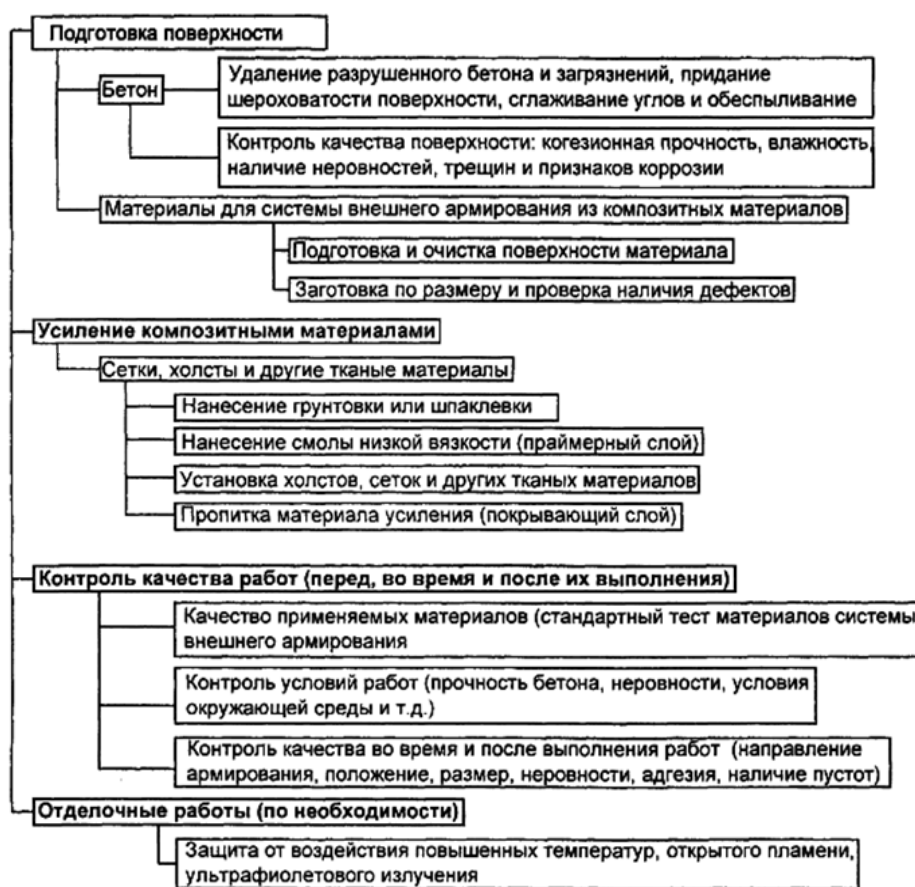 Подготовка поверхности
Бетон
Удаление разрушенного бетона и загрязнений, придание
шероховатости поверхности, сглаживание углов и обеспыливание
Контроль качества поверхности: когезионная прочность, влажность,
наличие неровностей, трещин и признаков коррозии
Материалы для системы внешнего армирования из композитных материалов
Подготовка и очистка поверхности материала
Заготовка по размеру и проверка наличия дефектов
Усиление композитными материалами
Сетки, холсты и другие тканые материалы
Нанесение грунтовки или шпаклевки
Нанесение смолы низкой вязкости (праймерный слой)
Установка холстов, сеток и других тканых материалов
Пропитка материала усиления (покрывающий слой)
Контроль качества работ (перед, во время и после их выполнения)
Качество применяемых материалов (стандартный тест материалов системы
внешнего армирования
Контроль условий работ (прочность бетона, неровности, условия
окружающей среды и т.д.)
Контроль качества во время и после выполнения работ (направление
армирования, положение, размер, неровности, адгезия, наличие пустот)
Отделочные работы (по необходимости)
Защита от воздействия повышенных температур, открытого пламени,
ультрафиолетового излучения